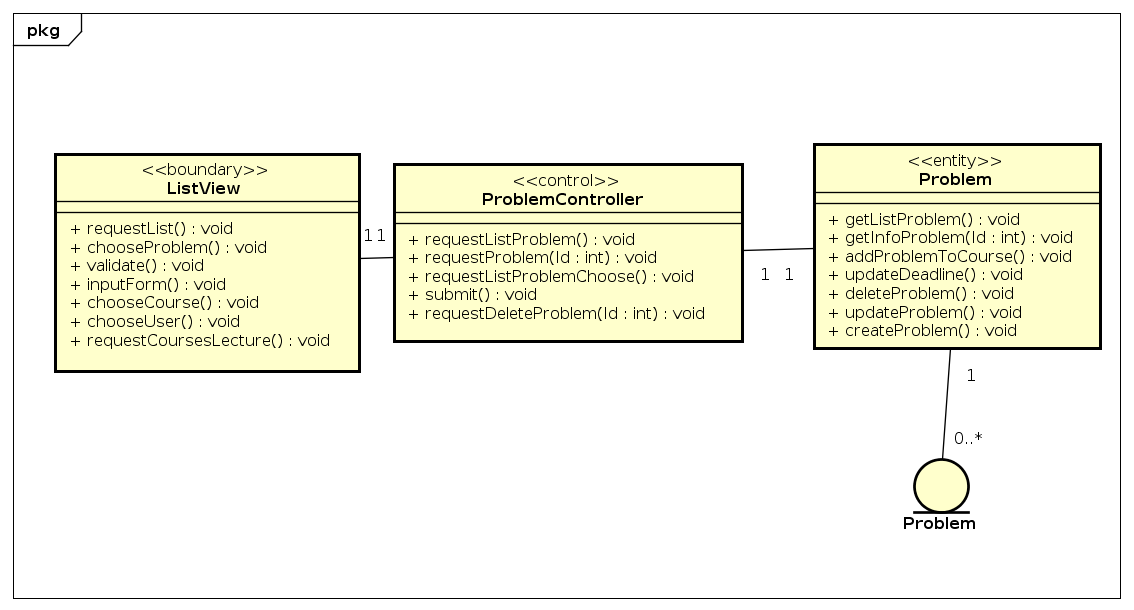 pkg
<<boundary>>
ListView
+ requestList() : void
+ chooseProblem() : void
+ validate() : void
+ inputForm() : void
+ chooseCourse() : void
+ chooseUser() : void
+ requestCoursesLecture() : void
1 1
<<control>>
ProblemController
+ requestListProblem() : void
+ requestProblem(Id : int) : void
+ requestListProblemChoose() : void
+ submit() : void
+ requestDeleteProblem(Id : int) : void
1 1
<<entity>>
Problem
+ getListProblem() : void
+ getInfoProblem(Id : int) : void
+ addProblemToCourse() : void
+ updateDeadline() : void
+ deleteProblem() : void
+ updateProblem() : void
+ createProblem() : void
1
0..*
Problem